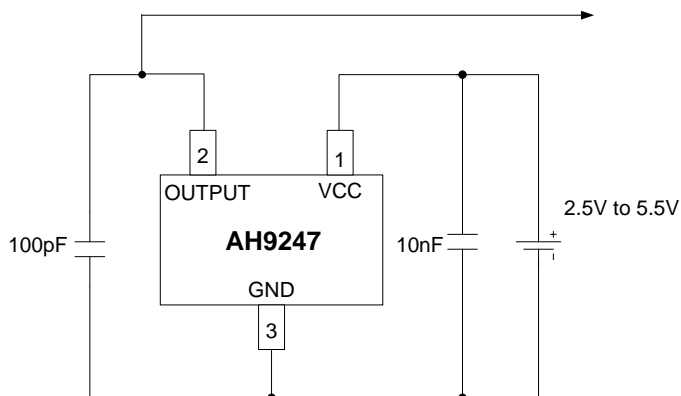 2
1
OUTPUT
VCC
2.5V to 5.5V
100pF
AH9247
10nF
+
−
GND
3